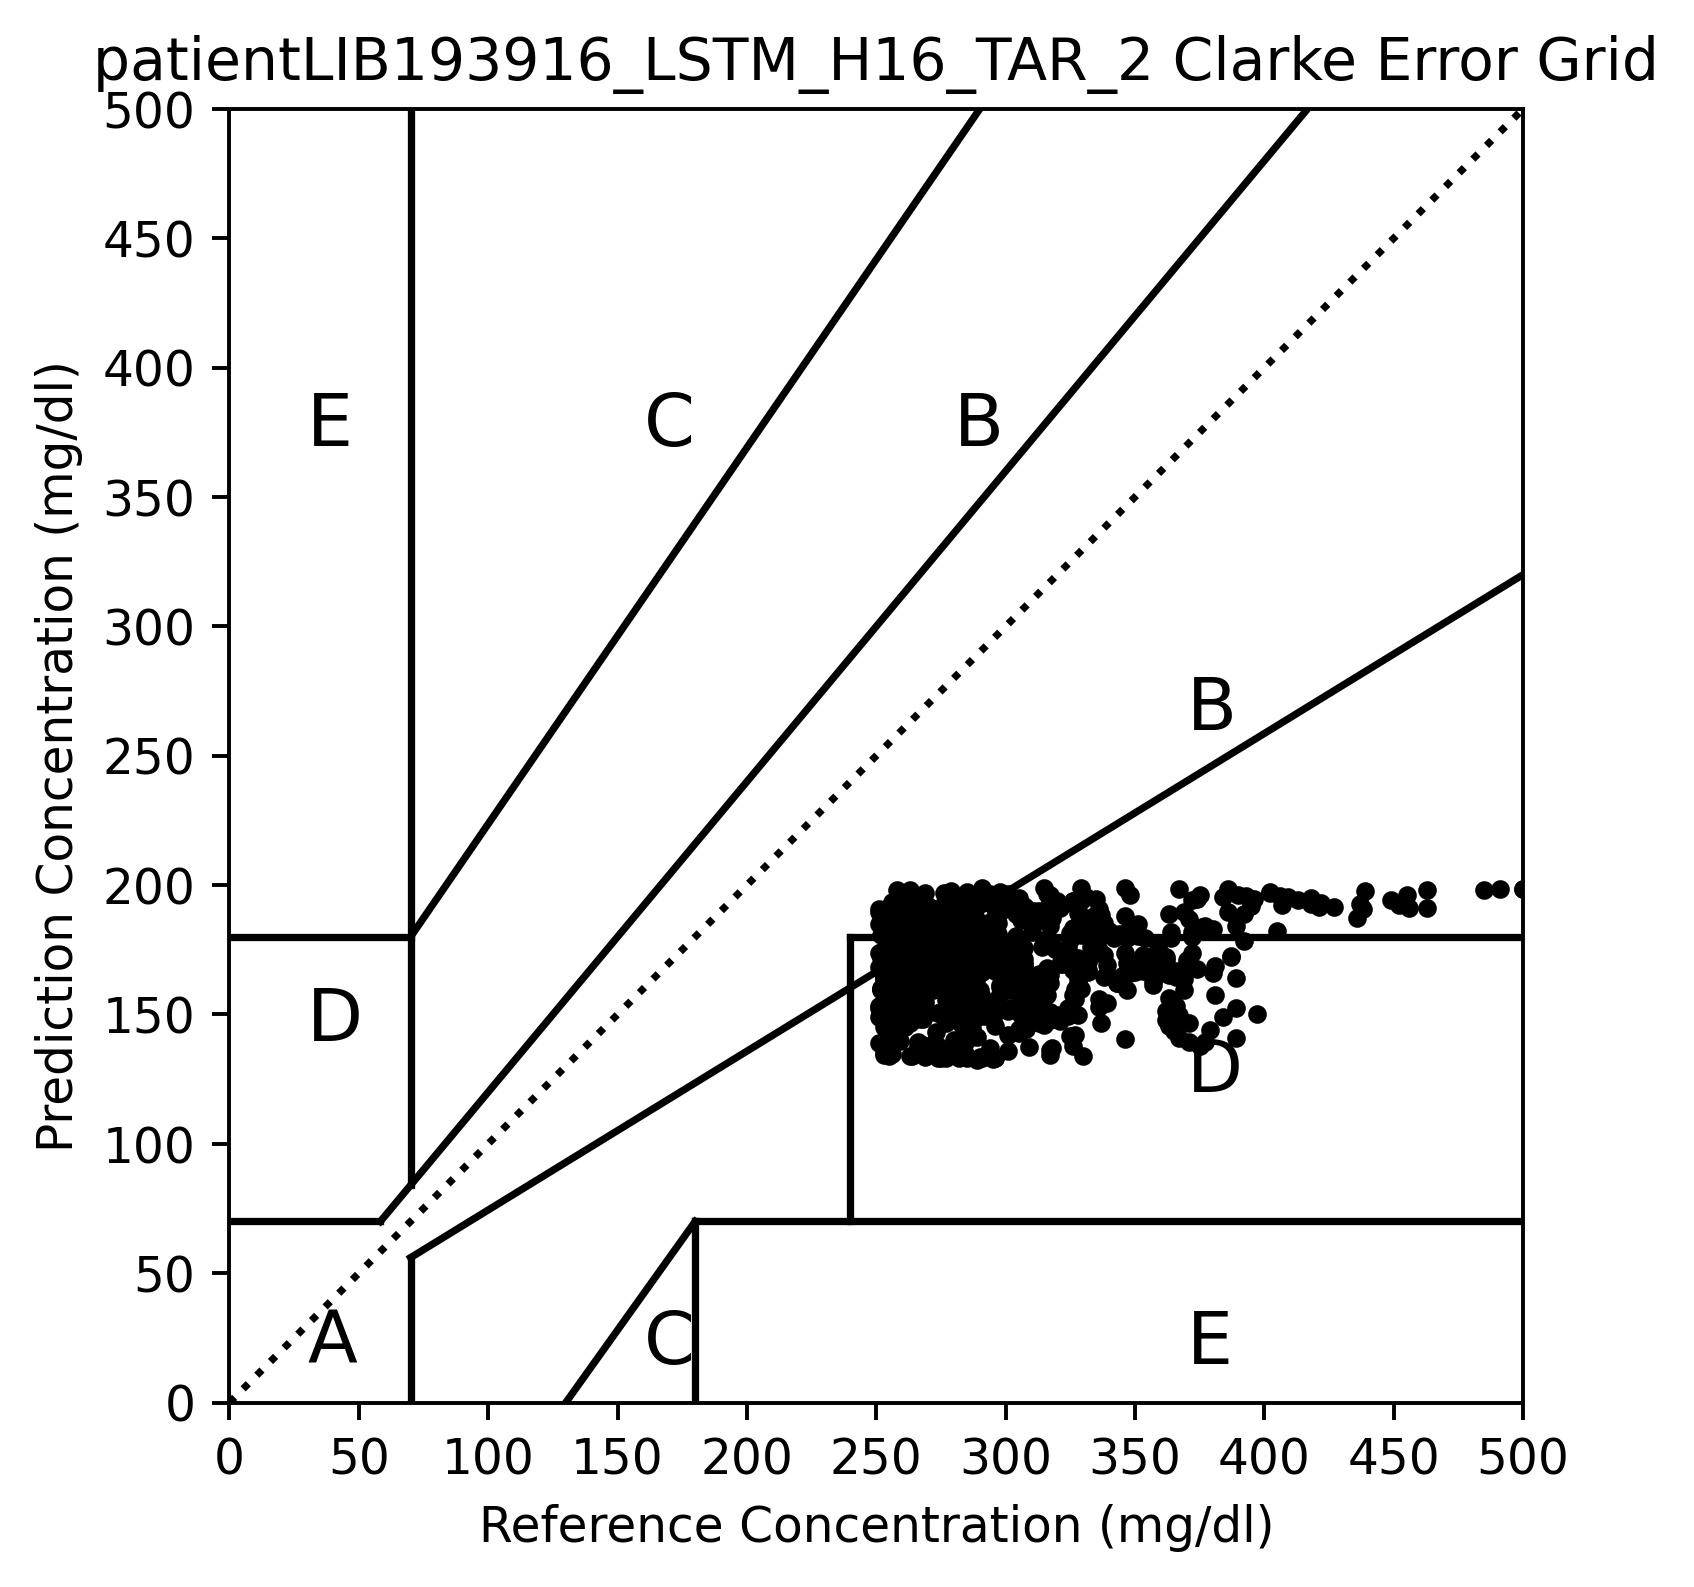 patientLIB193916_LSTM_H16_TAR_2 Clarke Error Grid
Prediction Concentration (mg/dl)
500
450
400
350
300
250
200
150
100
50
0
E
C
B
B
D
D
A
C
E
0 50 100 150 200 250 300 350 400 450 500
Reference Concentration (mg/dl)